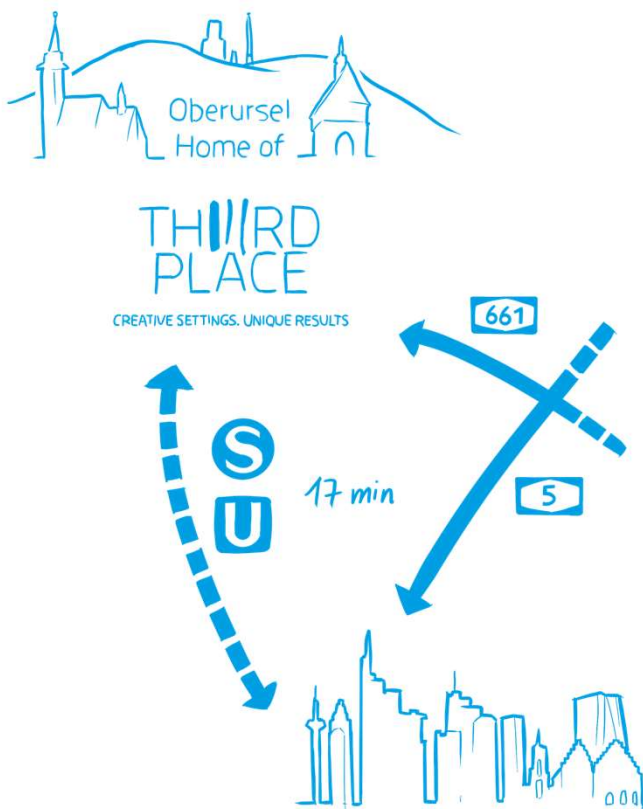 Oberursel
Home of
THIIIRD
PLACE
CREATIVE SETTINGS. UNIQUE RESULTS
661
S
U
17 min
5